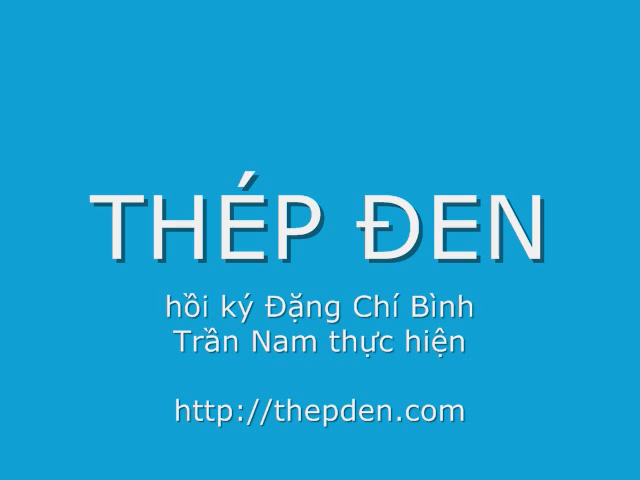 THÉP ĐEN
hồi ký Đặng Chí Bình
Trần Nam thực hiện
http://thepden.com